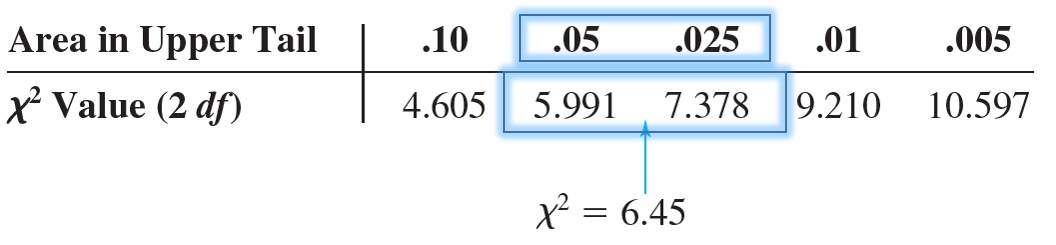 Area in Upper Tail .10 .05 .025 .01 .005
χ² Value (2 df) 4.605 5.991 7.378 9.210 10.597
χ² = 6.45